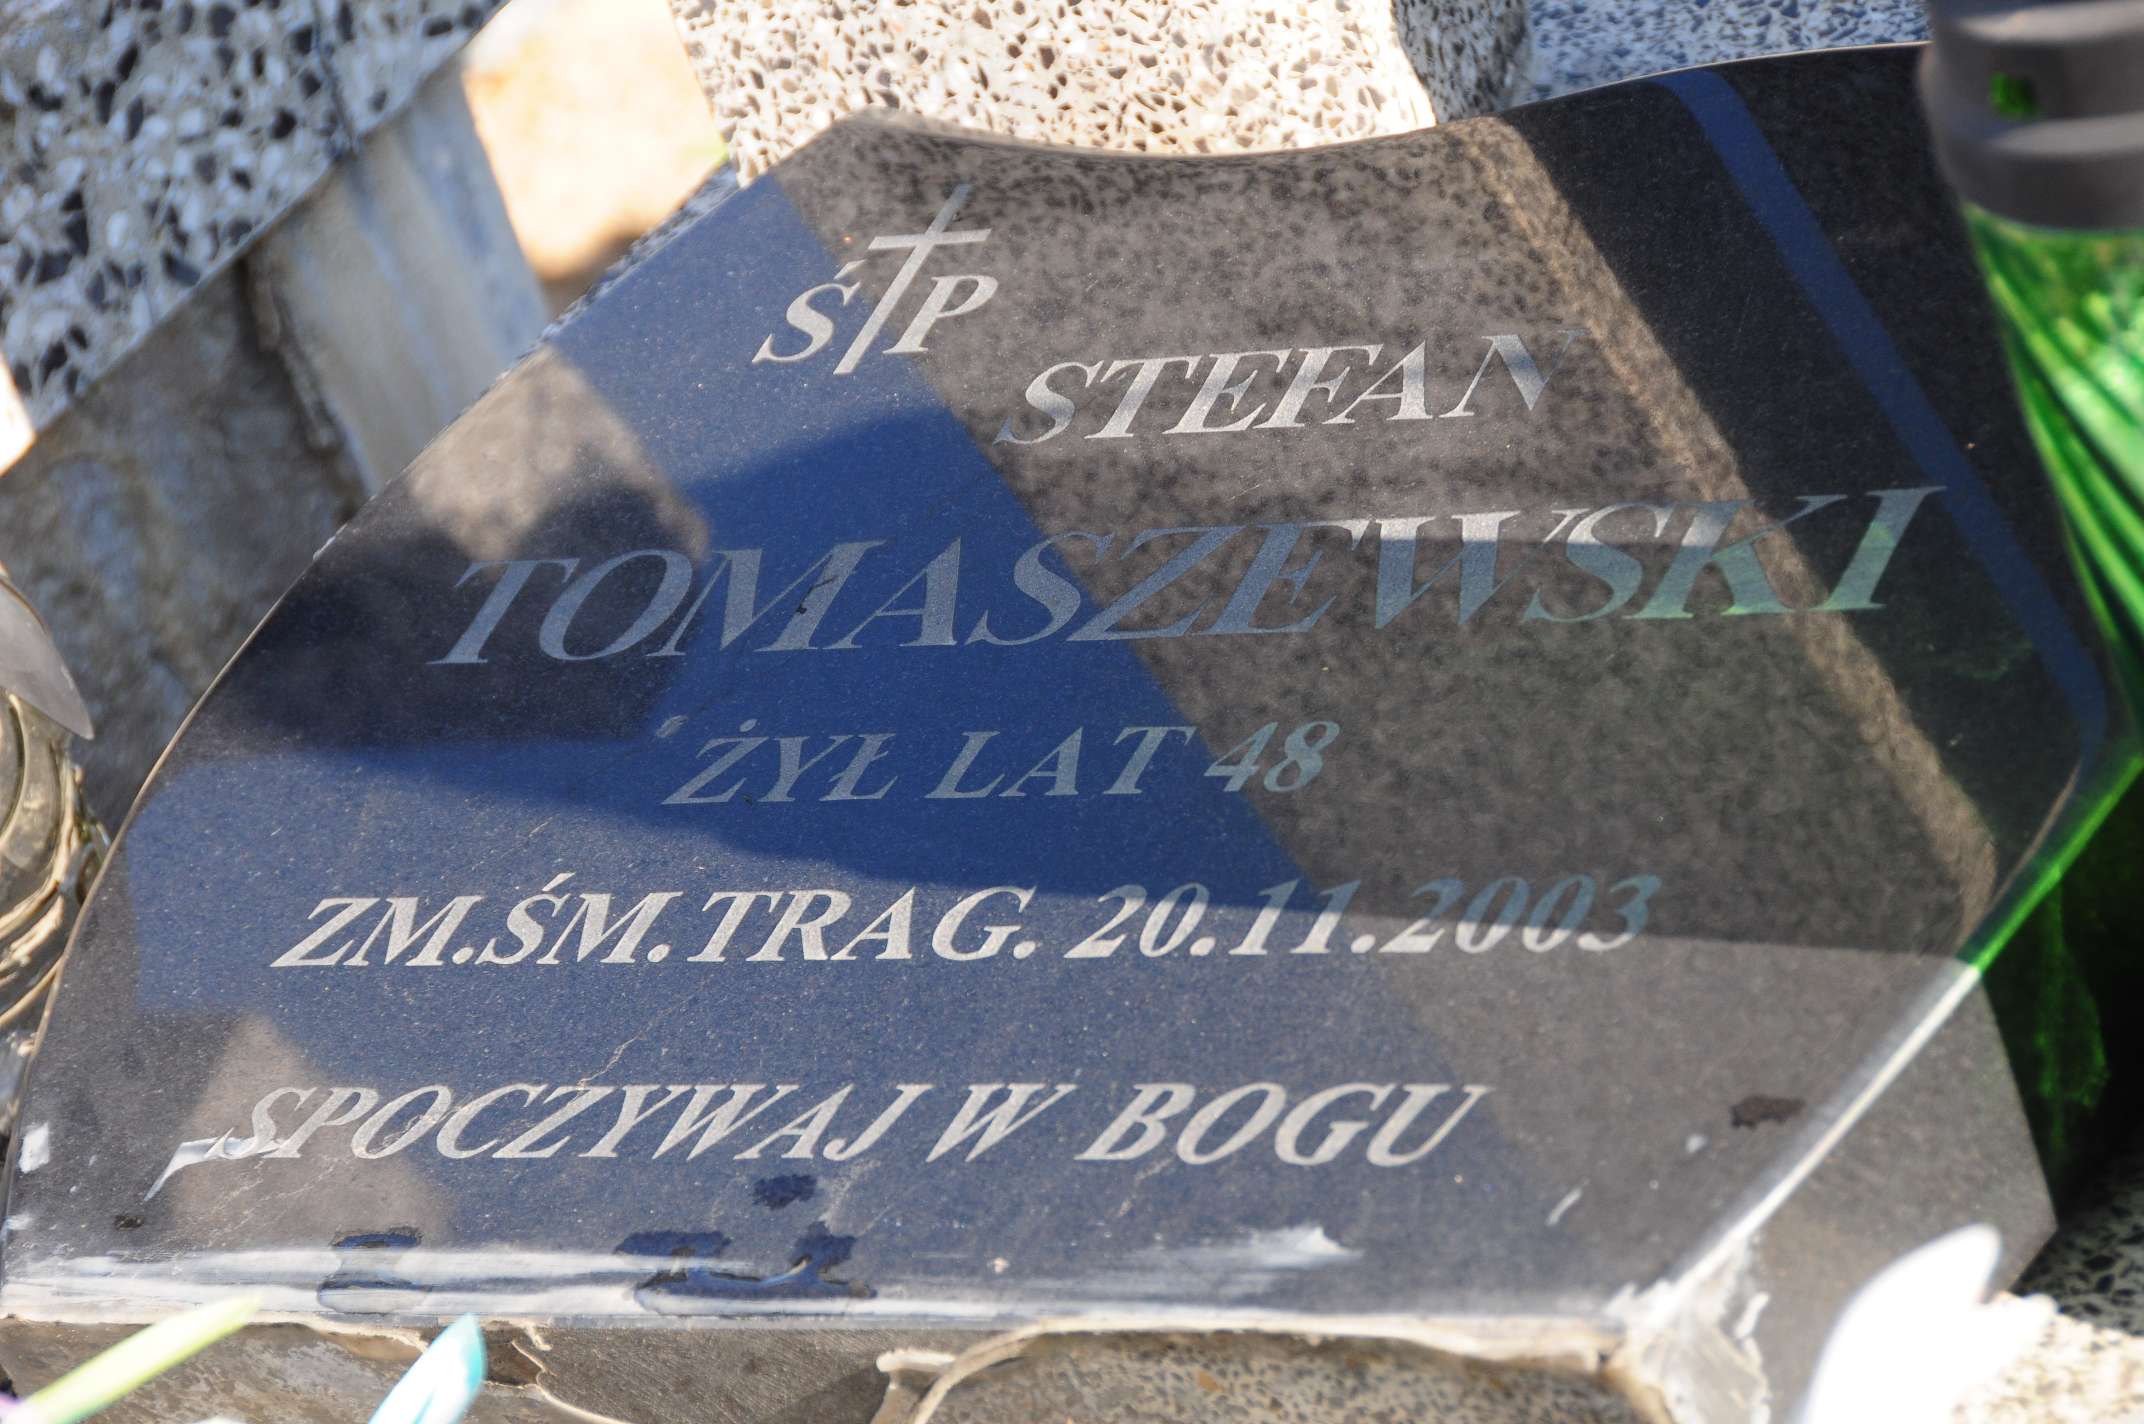 Ś†P
STEFAN
TOMASZEWSKI
ŻYŁ LAT 48
ZM.ŚM.TRAG. 20.11.2003
SPOCZYWAJ W BOGU